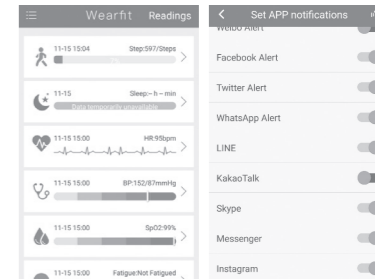 Wearfit Readings
11-15 15:04 Step:597/Steps
11-15 Sleep:-- h -- min
Data temporarily unavailable
11-15 15:00 HR:95bpm
11-15 15:00 BP:152/87mmHg
11-15 15:00 SpO2:99%
11-15 15:00 Fatigue:Not Fatigued
Set APP notifications
Weibo Alert
Facebook Alert
Twitter Alert
WhatsApp Alert
LINE
KakaoTalk
Skype
Messenger
Instagram